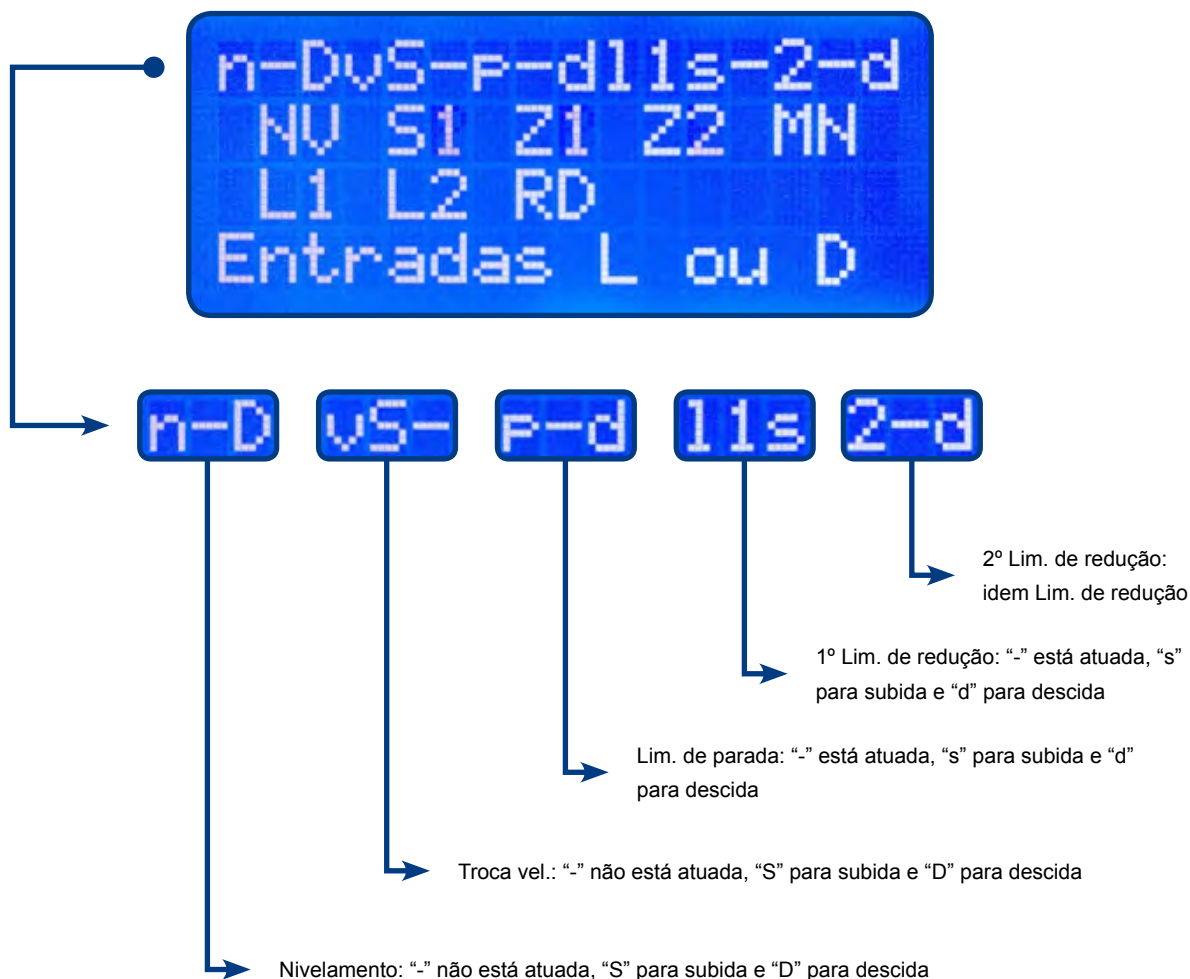 n-DvS-p-dl1s-2-d
NV S1 Z1 Z2 MN
L1 L2 RD
Entradas L ou D
n-D vS- p-d l1s 2-d
2º Lim. de redução:
idem Lim. de redução
1º Lim. de redução: “-” está atuada, “s”
para subida e “d” para descida
Lim. de parada: “-” está atuada, “s” para subida e “d”
para descida
Troca vel.: “-” não está atuada, “S” para subida e “D” para descida
Nivelamento: “-” não está atuada, “S” para subida e “D” para descida